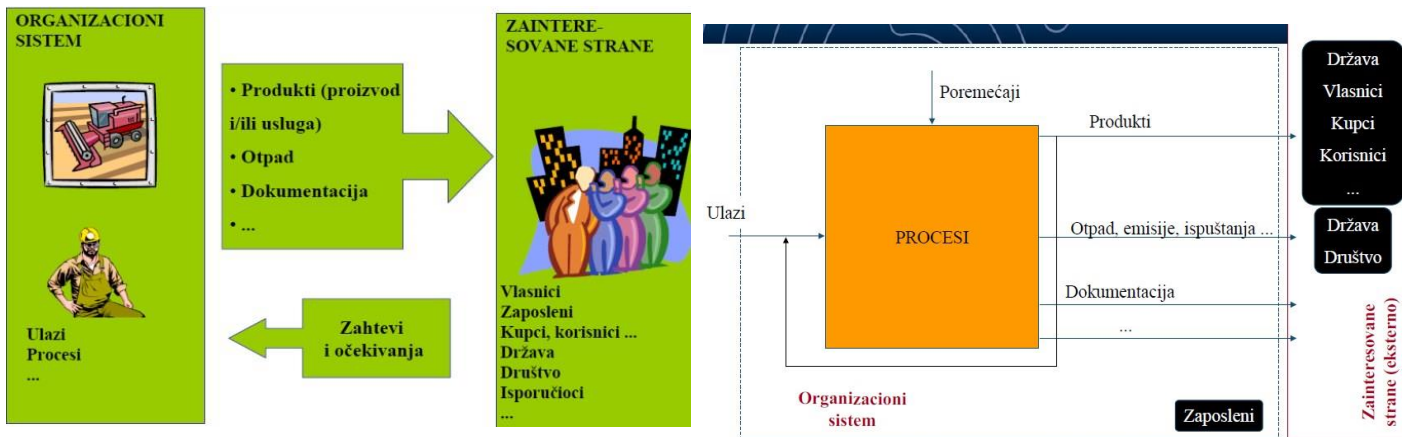 ORGANIZACIONI
SISTEM
Ulazi
Procesi
...
• Produkti (proizvod
i/ili usluga)
• Otpad
• Dokumentacija
• ...
Zahtevi
i očekivanja
ZAINTERE-
SOVANE STRANE
Vlasnici
Zaposleni
Kupci, korisnici ...
Država
Društvo
Isporučioci
...
Poremećaji
Ulazi
PROCESI
Produkti
Otpad, emisije, ispuštanja ...
Dokumentacija
...
Organizacioni
sistem
Zaposleni
Država
Vlasnici
Kupci
Korisnici
...
Država
Društvo
Zainteresovane
strane (eksterno)